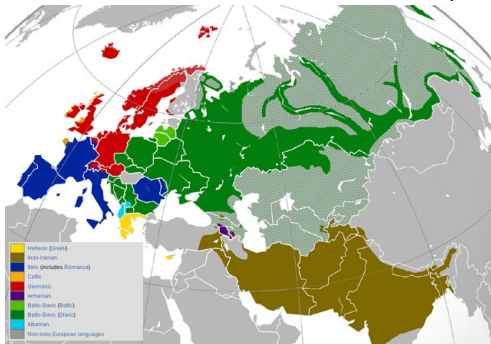 Hellenic (Greek)
Indo-Iranian
Italic (includes Romance)
Celtic
Germanic
Armenian
Balto-Slavic (Baltic)
Balto-Slavic (Slavic)
Albanian
Non-Indo-European languages